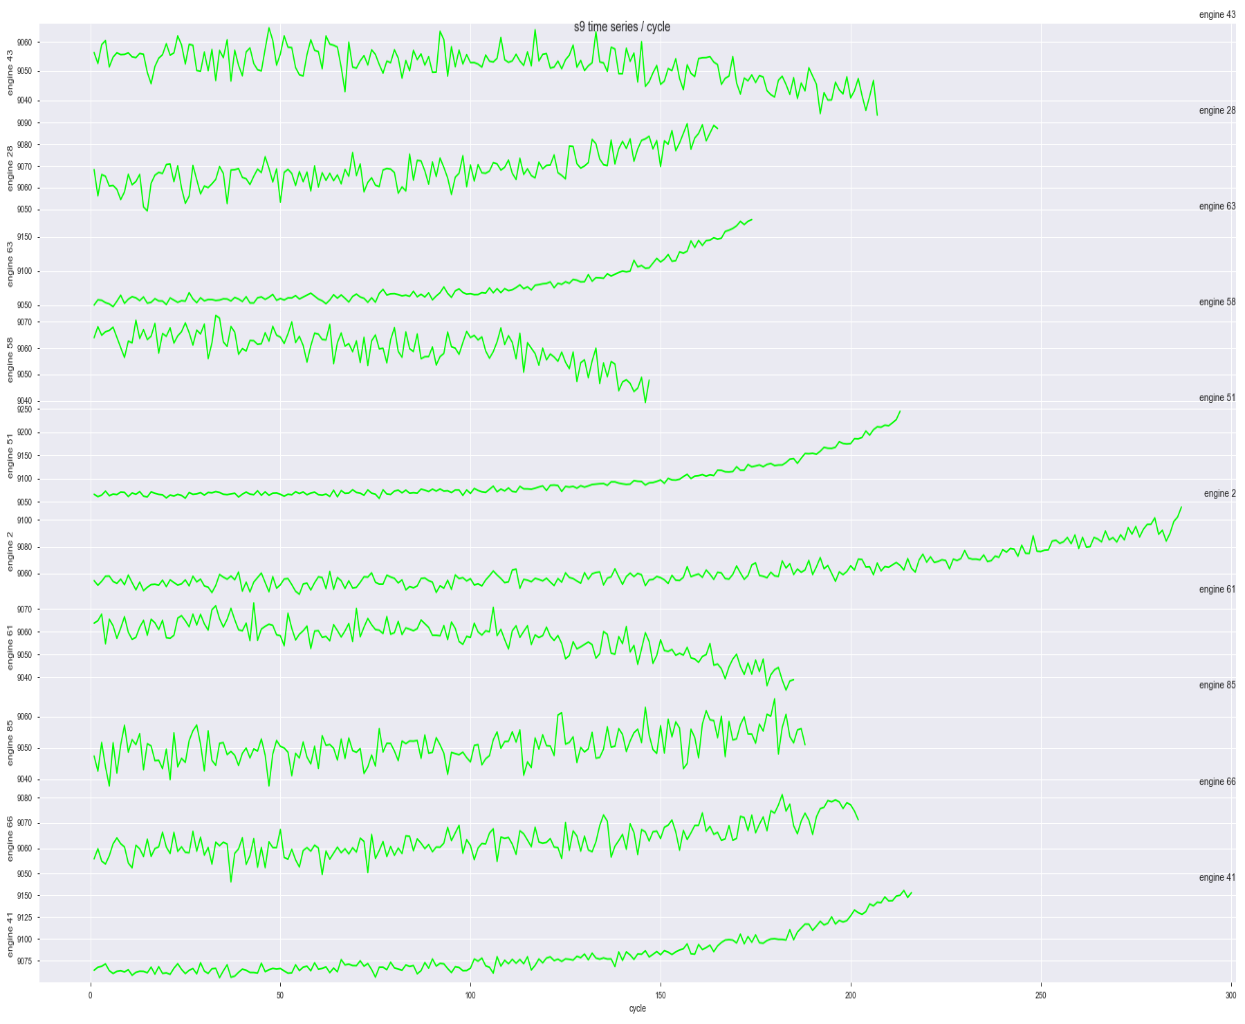 s9 time series / cycle
engine 43
engine 43
9060
9050
9040
engine 28
engine 28
9090
9080
9070
9060
9050
engine 63
engine 63
9150
9100
9050
engine 58
engine 58
9070
9060
9050
9040
engine 51
engine 51
9250
9200
9150
9100
9050
engine 2
engine 2
9100
9080
9060
engine 61
engine 61
9070
9060
9050
9040
engine 85
engine 85
9060
9050
9040
engine 66
engine 66
9080
9070
9060
9050
engine 41
engine 41
9150
9125
9100
9075
0 50 100 150 200 250 300
cycle